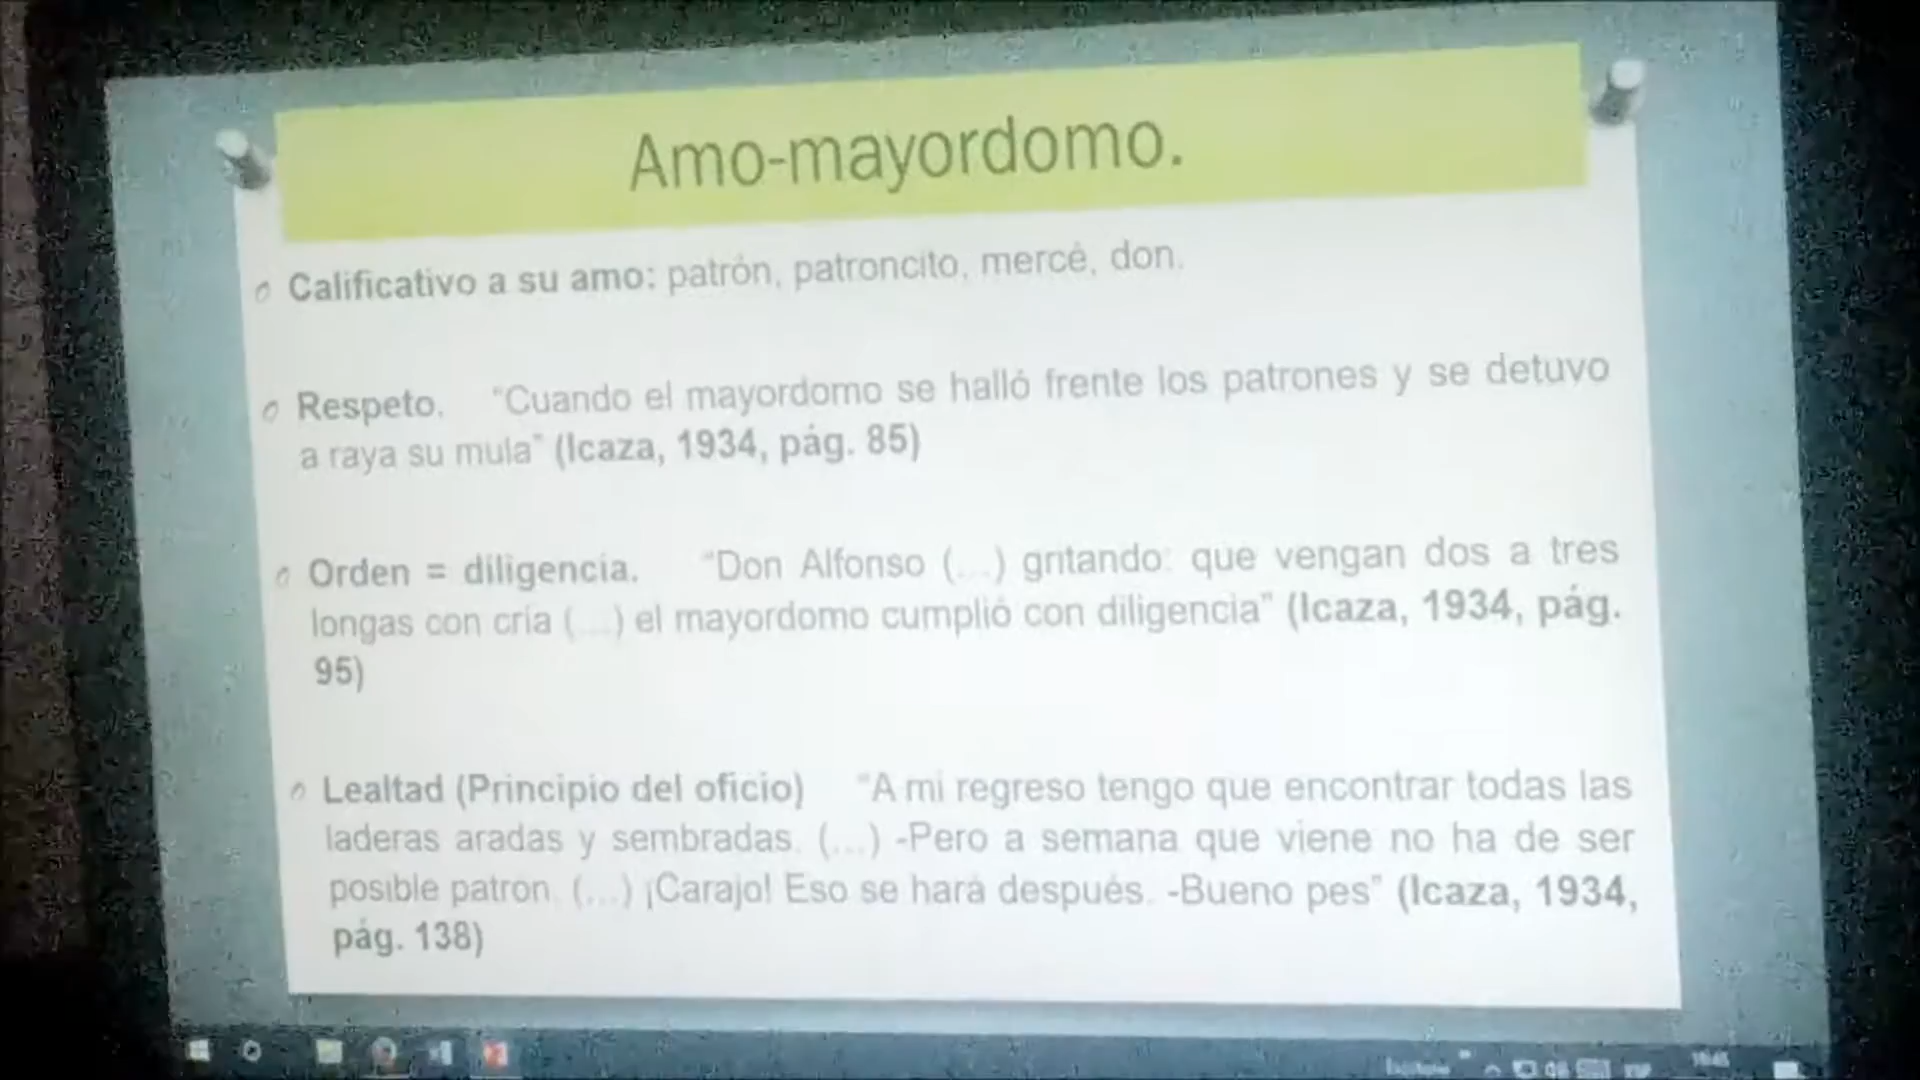 Amo-mayordomo.
Calificativo a su amo: patrón, patroncito, mercé, don.
Respeto. "Cuando el mayordomo se halló frente los patrones y se detuvo
a raya su mula" (Icaza, 1934, pág. 85)
Orden = diligencia. "Don Alfonso (...) gritando: que vengan dos a tres
longas con cría (...) el mayordomo cumplió con diligencia" (Icaza, 1934, pág.
95)
Lealtad (Principio del oficio) "A mi regreso tengo que encontrar todas las
laderas aradas y sembradas. (...) -Pero a semana que viene no ha de ser
posible patron. (...) ¡Carajo! Eso se hará después. -Bueno pes" (Icaza, 1934,
pág. 138)